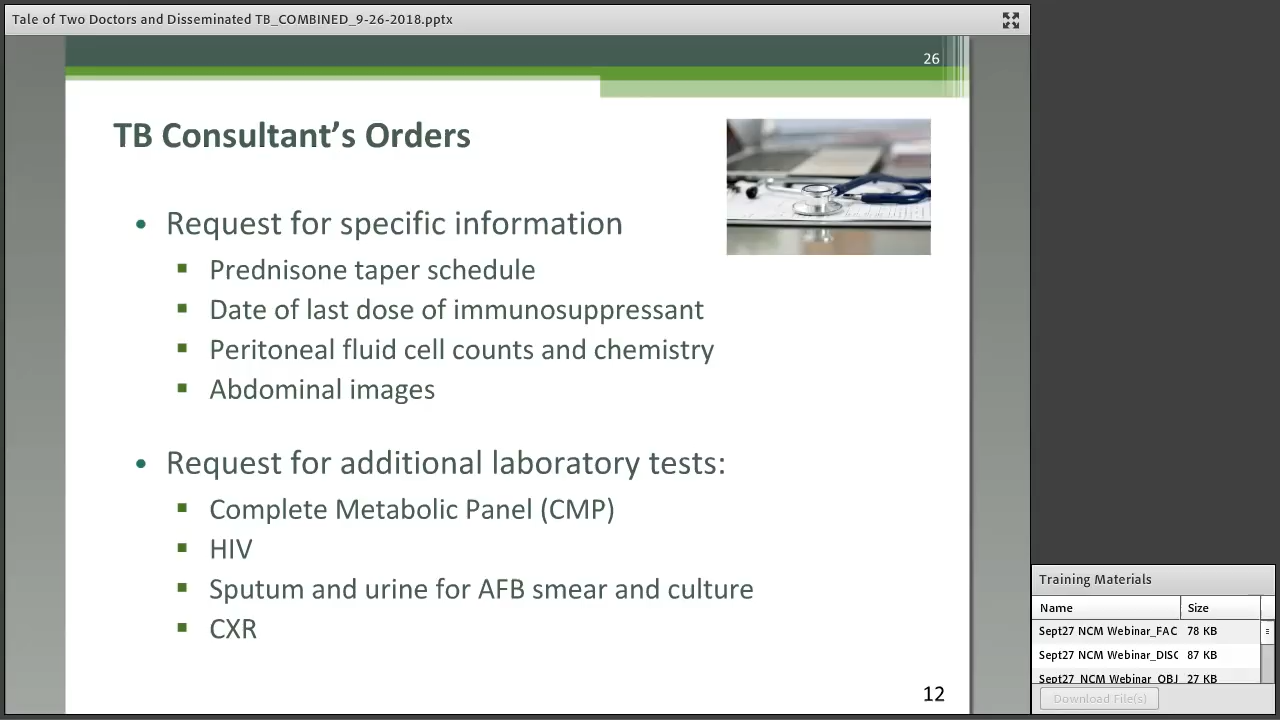 Tale of Two Doctors and Disseminated TB_COMBINED_9-26-2018.pptx
26
TB Consultant’s Orders
• Request for specific information
▪ Prednisone taper schedule
▪ Date of last dose of immunosuppressant
▪ Peritoneal fluid cell counts and chemistry
▪ Abdominal images
• Request for additional laboratory tests:
▪ Complete Metabolic Panel (CMP)
▪ HIV
▪ Sputum and urine for AFB smear and culture
▪ CXR
12
Training Materials
Name Size
Sept27 NCM Webinar_FAC 78 KB
Sept27 NCM Webinar_DISC 87 KB
Sept27 NCM Webinar_OBJ 27 KB
Download File(s)